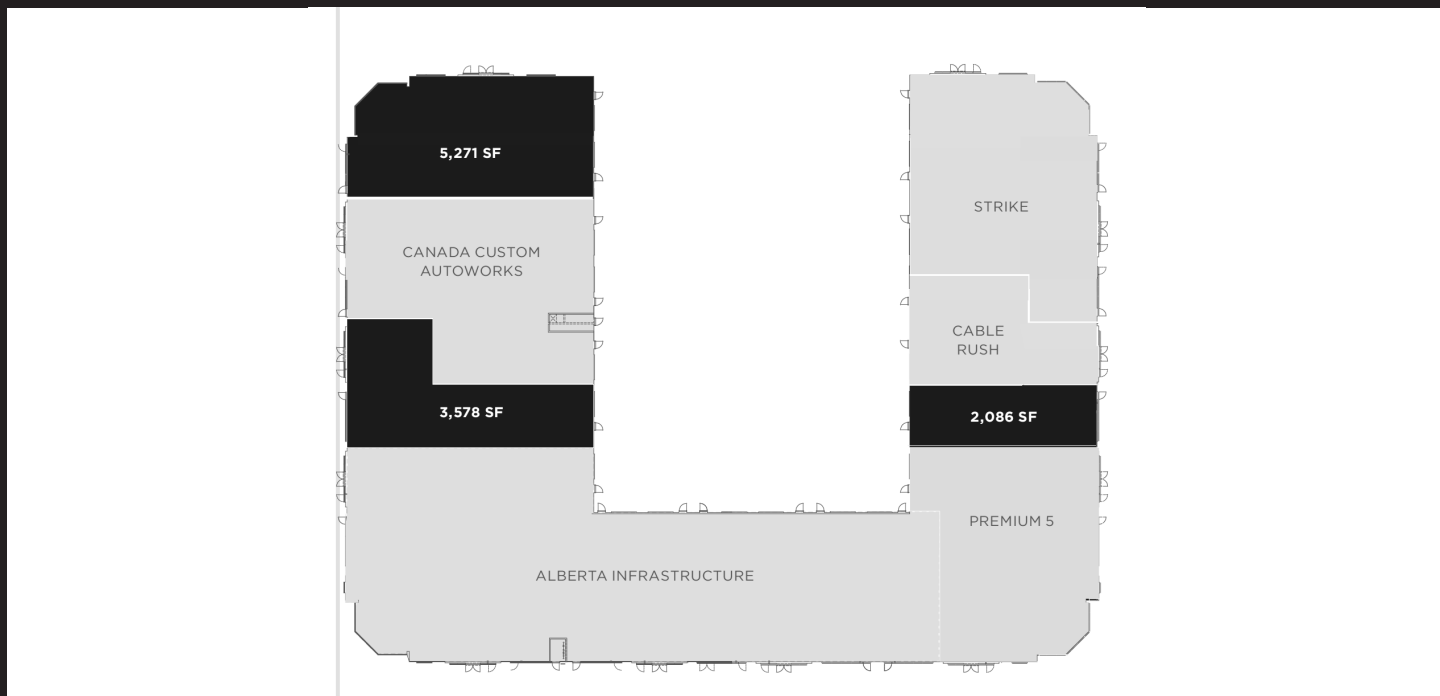 5,271 SF
CANADA CUSTOM
AUTOWORKS
3,578 SF
ALBERTA INFRASTRUCTURE
STRIKE
CABLE
RUSH
2,086 SF
PREMIUM 5